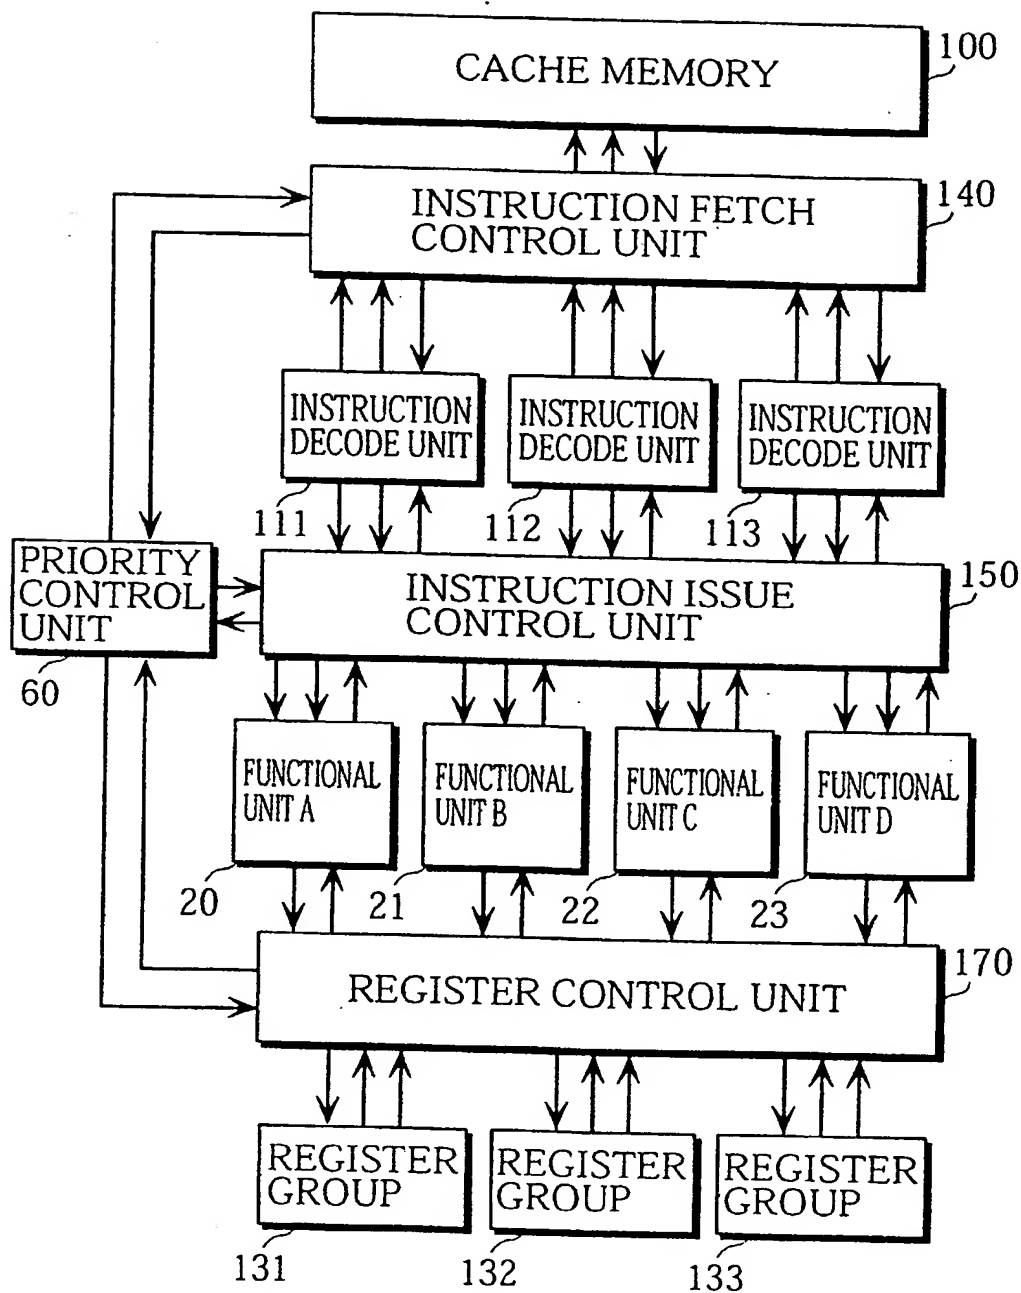 CACHE MEMORY
100
INSTRUCTION FETCH
CONTROL UNIT
140
INSTRUCTION
DECODE UNIT
111
INSTRUCTION
DECODE UNIT
112
INSTRUCTION
DECODE UNIT
113
PRIORITY
CONTROL
UNIT
60
INSTRUCTION ISSUE
CONTROL UNIT
150
FUNCTIONAL
UNIT A
20
FUNCTIONAL
UNIT B
21
FUNCTIONAL
UNIT C
22
FUNCTIONAL
UNIT D
23
REGISTER CONTROL UNIT
170
REGISTER
GROUP
131
REGISTER
GROUP
132
REGISTER
GROUP
133